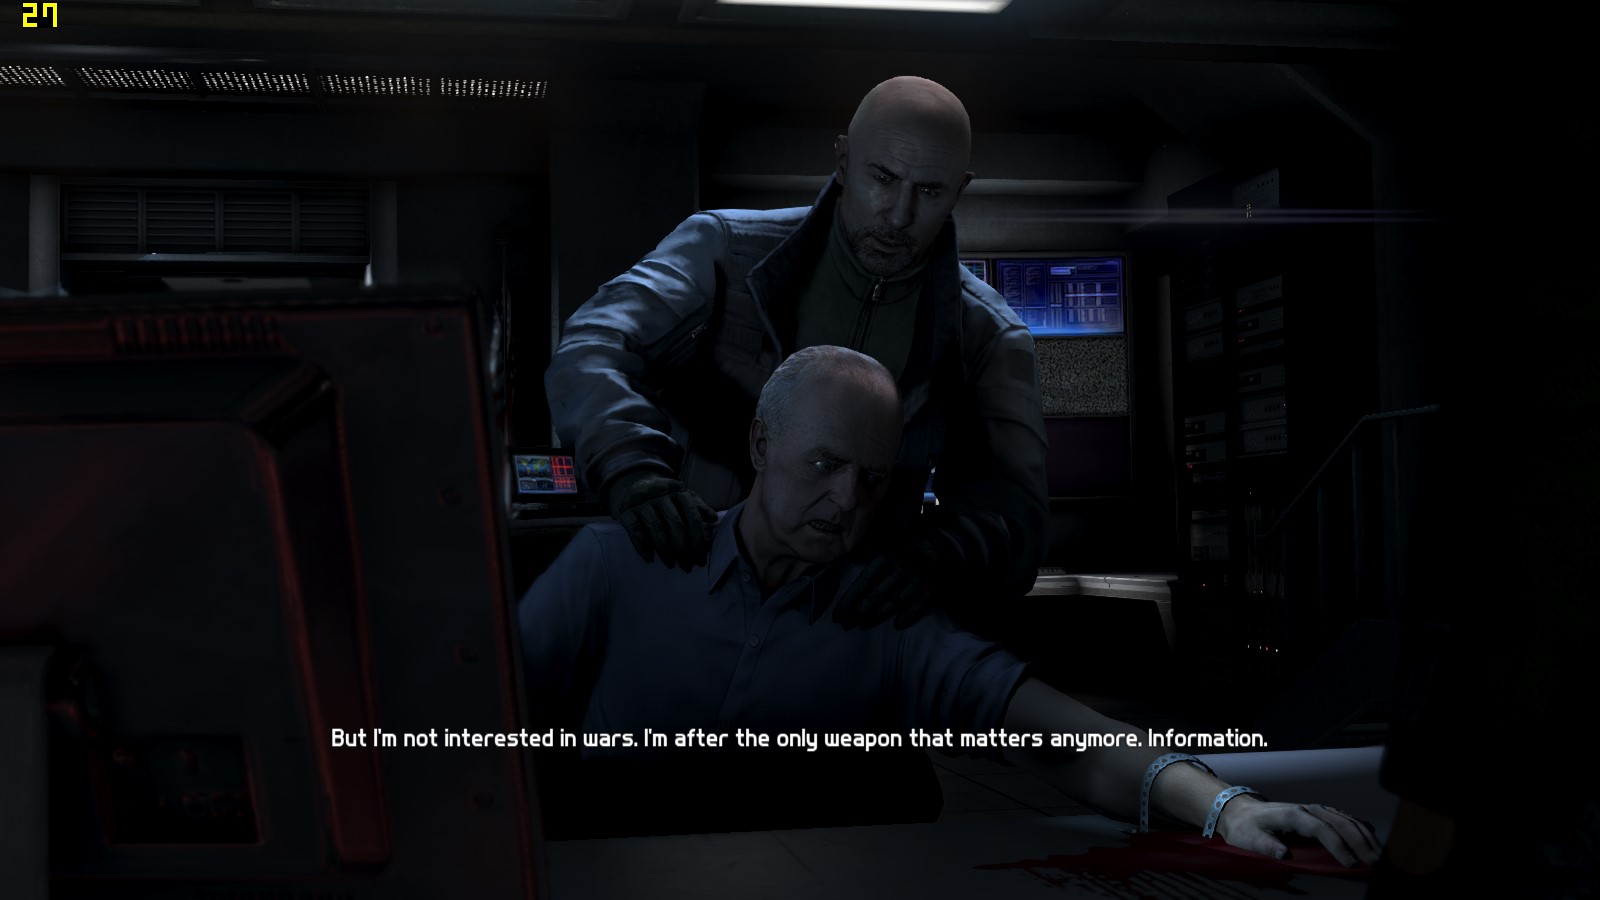 27
But I'm not interested in wars. I'm after the only weapon that matters anymore. Information.